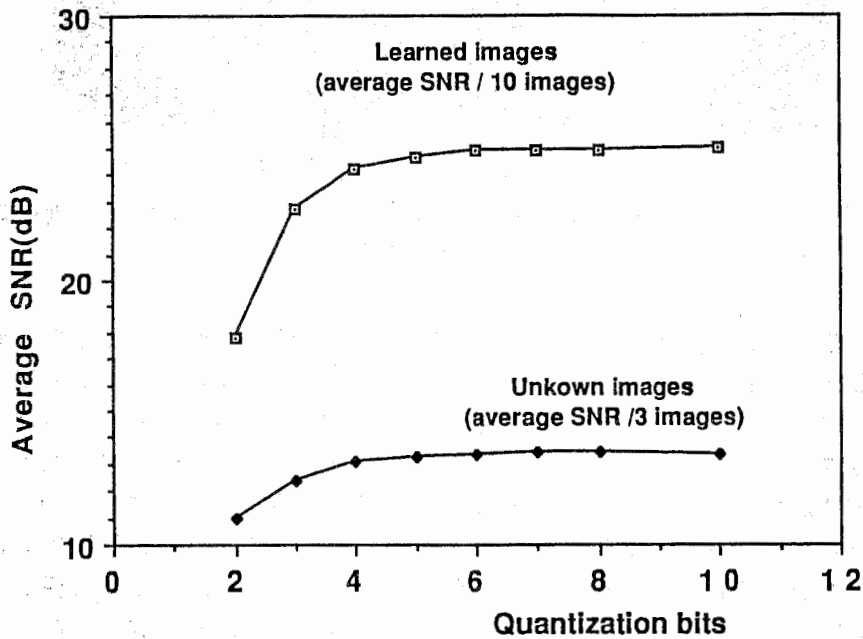 30
Learned images
(average SNR / 10 images)
Average SNR(dB)
20
Unkown images
(average SNR /3 images)
10
0 2 4 6 8 1 0 1 2
Quantization bits